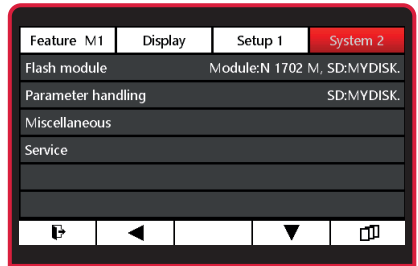 Feature M1 Display Setup 1 System 2
Flash module Module:N 1702 M, SD:MYDISK.
Parameter handling SD:MYDISK.
Miscellaneous
Service